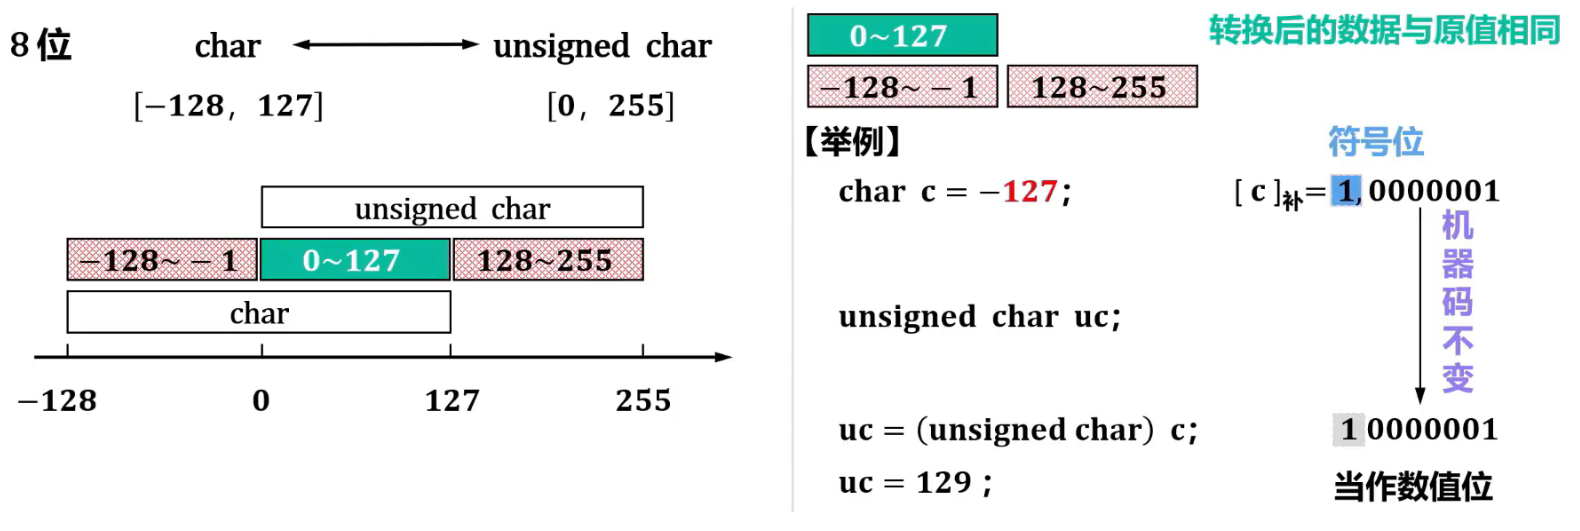 8 位 char unsigned char
[−128, 127] [0, 255]
unsigned char
−128~ − 1 0~127 128~255
char
−128 0 127 255
0~127 转换后的数据与原值相同
−128~ − 1 128~255
【举例】 符号位
char c = −127; [ c ]补= 1, 0000001
机器码不变
unsigned char uc;
uc = (unsigned char) c; 1 0000001
uc = 129 ; 当作数值位